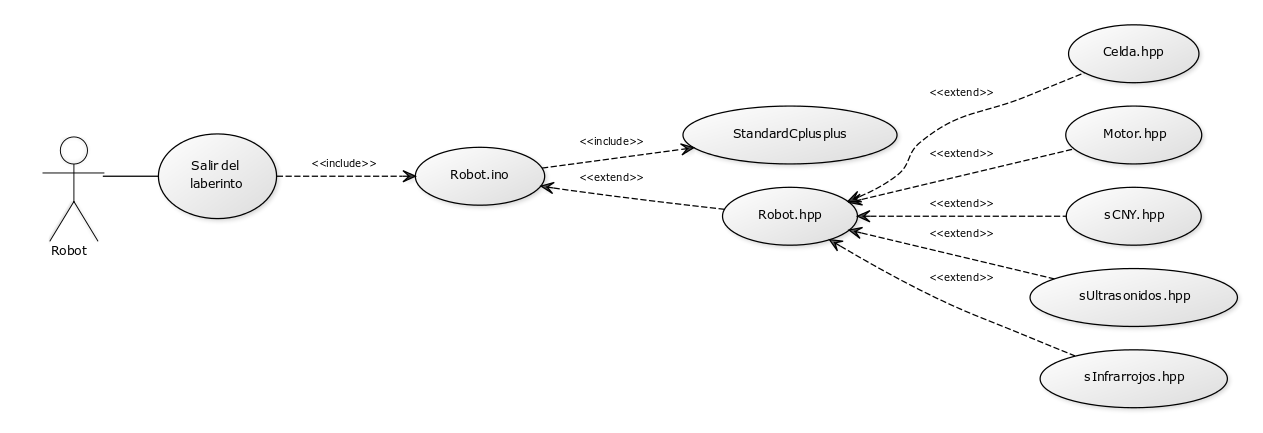 Robot
Salir del
laberinto
<<include>>
Robot.ino
<<include>>
<<extend>>
StandardCplusplus
Robot.hpp
<<extend>>
<<extend>>
<<extend>>
<<extend>>
<<extend>>
Celda.hpp
Motor.hpp
sCNY.hpp
sUltrasonidos.hpp
sInfrarrojos.hpp